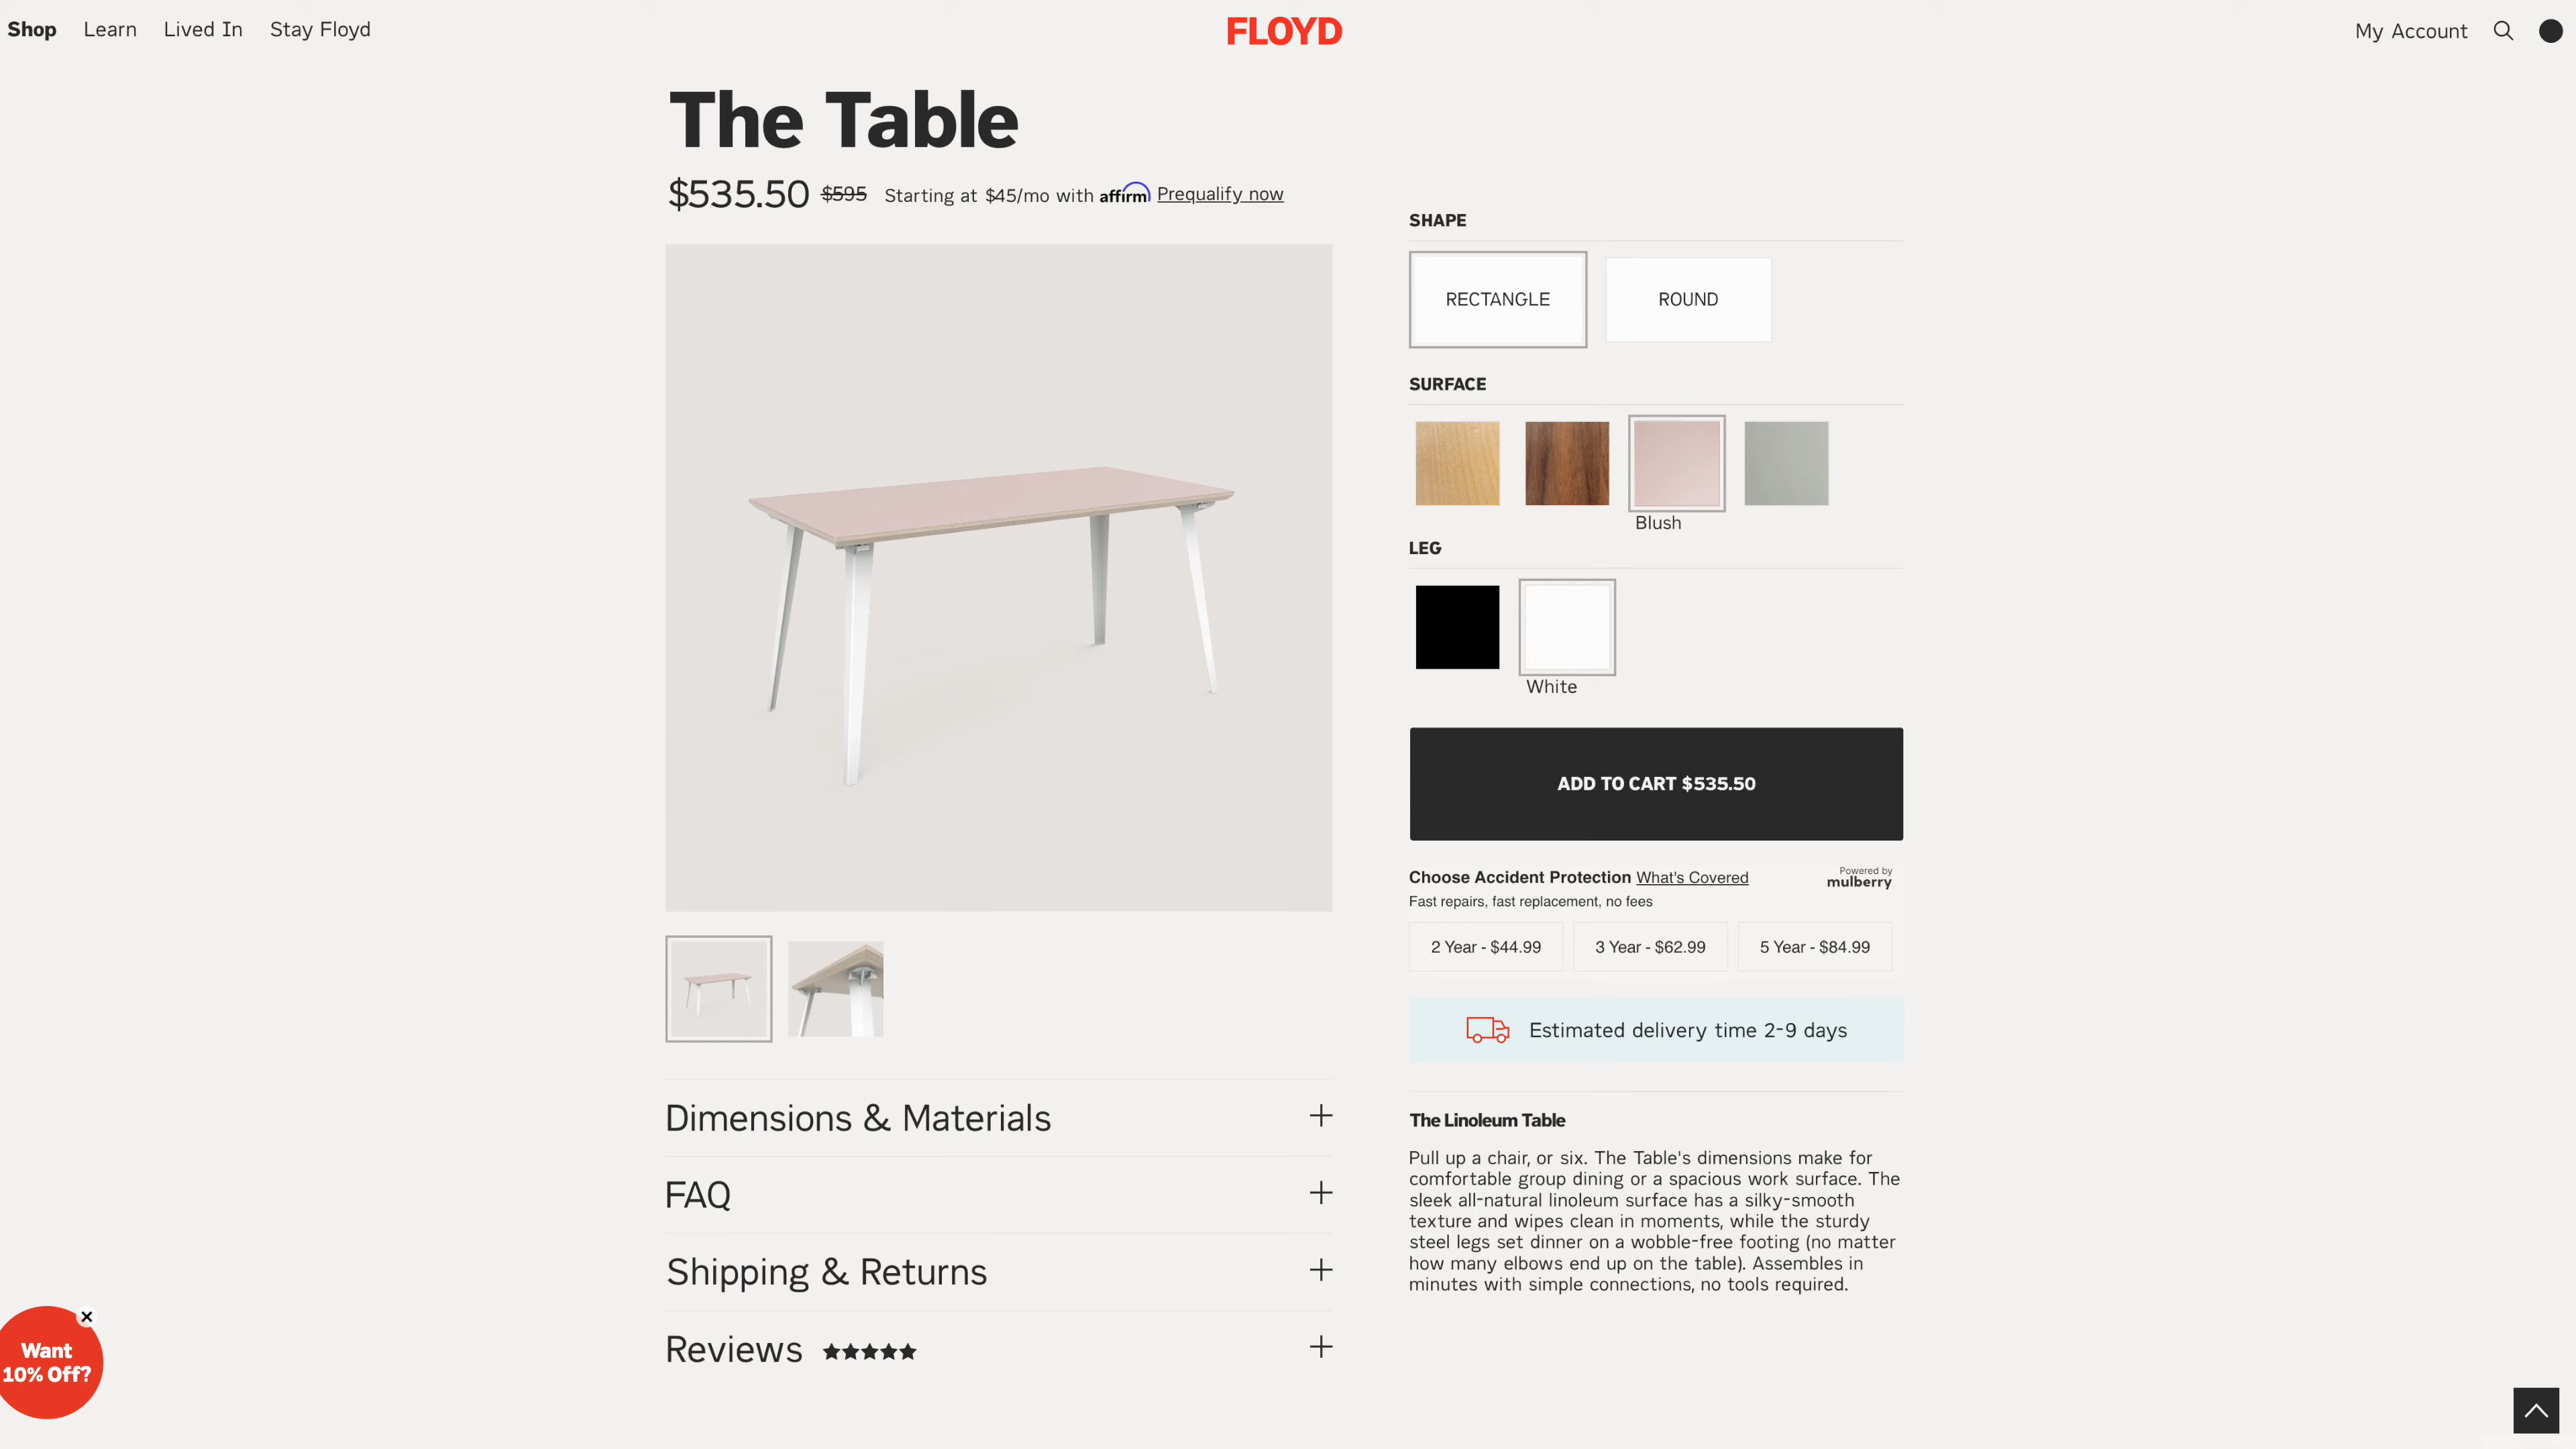 Shop Learn Lived In Stay Floyd
FLOYD
My Account
The Table
$535.50 $595 Starting at $45/mo with affirm Prequalify now
SHAPE
RECTANGLE ROUND
SURFACE
Blush
LEG
White
ADD TO CART $535.50
Choose Accident Protection What's Covered
Powered by
mulberry
Fast repairs, fast replacement, no fees
2 Year - $44.99 3 Year - $62.99 5 Year - $84.99
Estimated delivery time 2-9 days
The Linoleum Table
Pull up a chair, or six. The Table's dimensions make for
comfortable group dining or a spacious work surface. The
sleek all-natural linoleum surface has a silky-smooth
texture and wipes clean in moments, while the sturdy
steel legs set dinner on a wobble-free footing (no matter
how many elbows end up on the table). Assembles in
minutes with simple connections, no tools required.
Dimensions & Materials
FAQ
Shipping & Returns
Reviews
Want
10% Off?